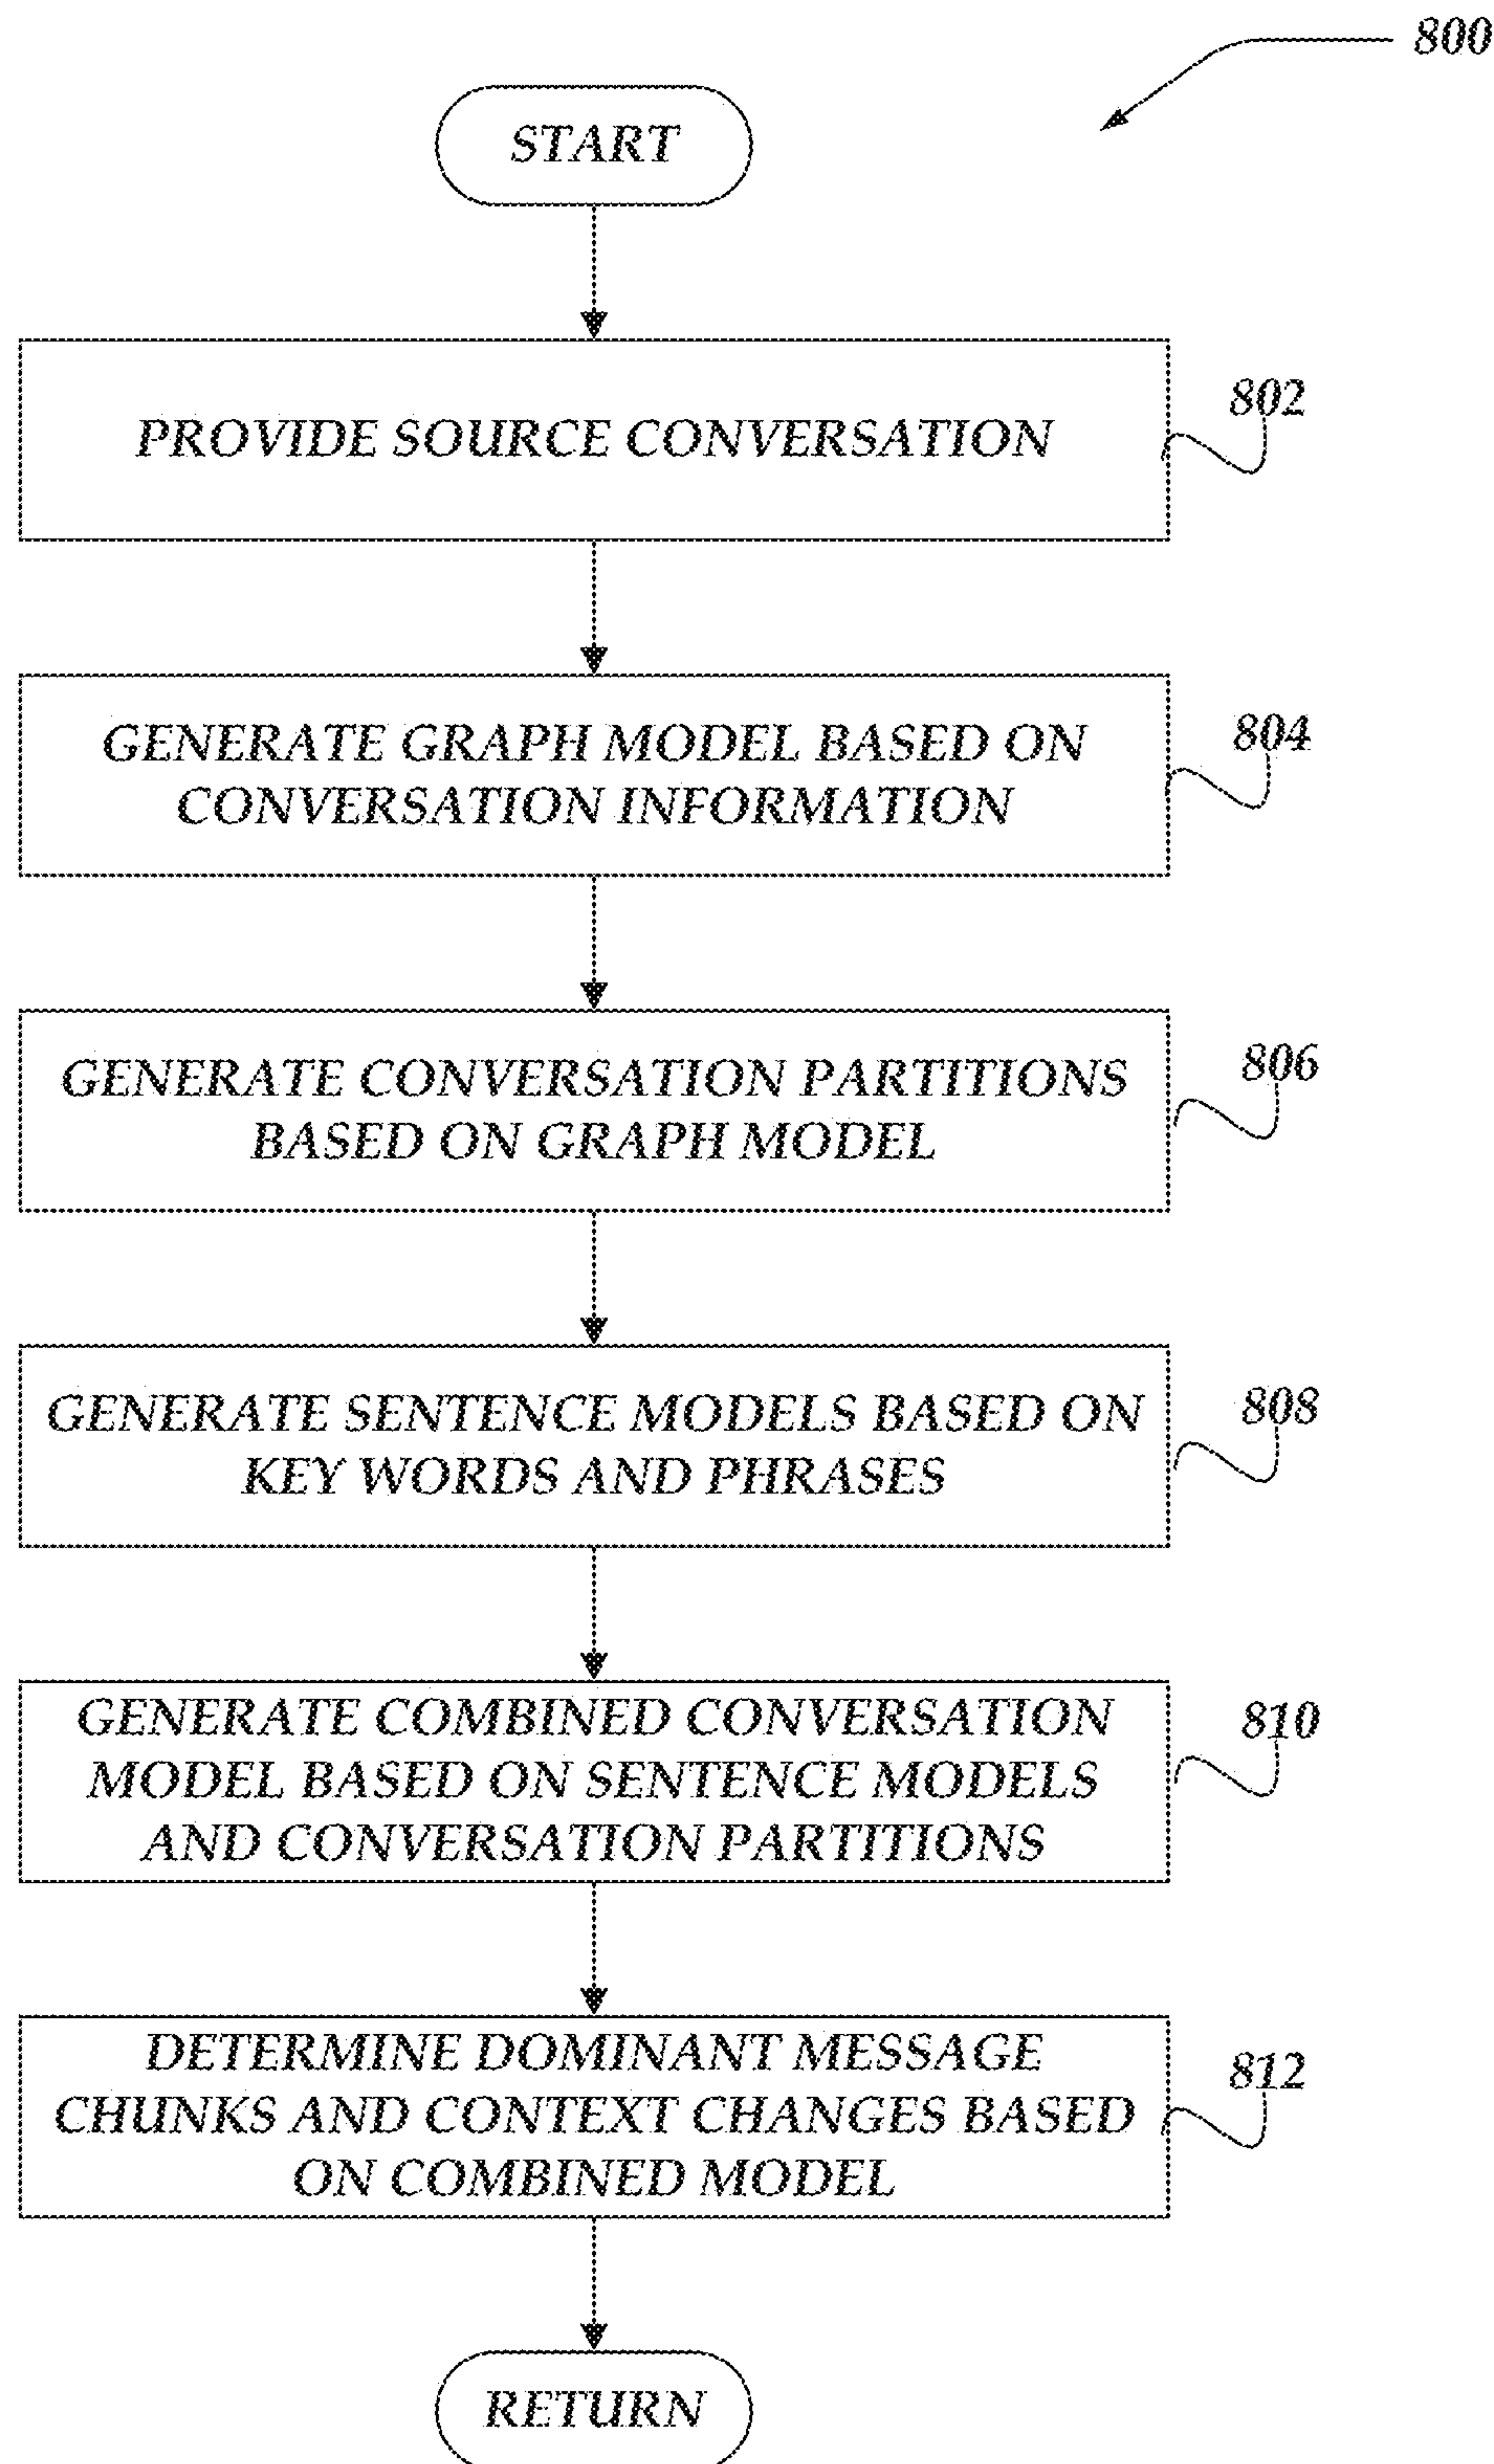 800
START
PROVIDE SOURCE CONVERSATION
802
GENERATE GRAPH MODEL BASED ON
CONVERSATION INFORMATION
804
GENERATE CONVERSATION PARTITIONS
BASED ON GRAPH MODEL
806
GENERATE SENTENCE MODELS BASED ON
KEY WORDS AND PHRASES
808
GENERATE COMBINED CONVERSATION
MODEL BASED ON SENTENCE MODELS
AND CONVERSATION PARTITIONS
810
DETERMINE DOMINANT MESSAGE
CHUNKS AND CONTEXT CHANGES BASED
ON COMBINED MODEL
812
RETURN